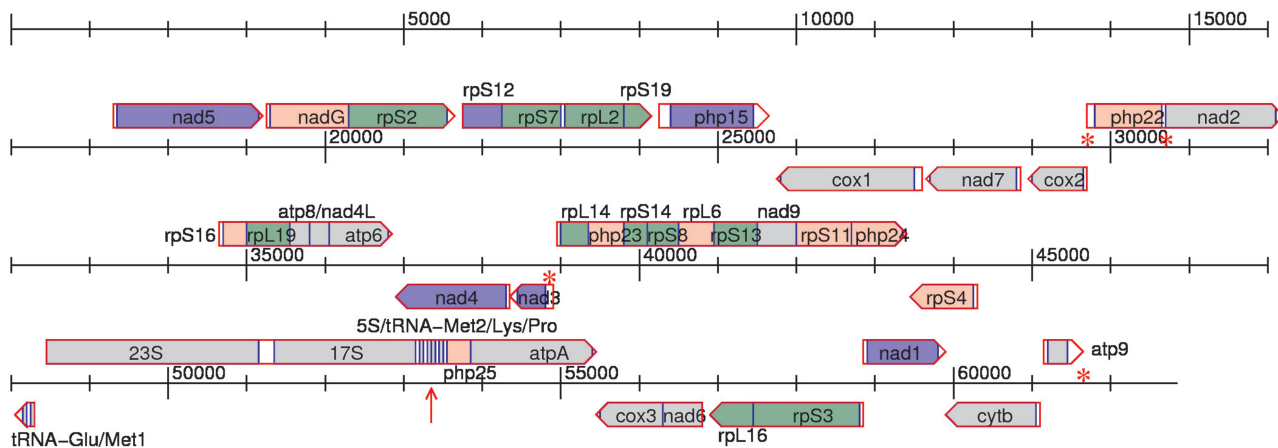 5000 10000 15000
rpS12 rpS19
nad5 nadG rpS2 rpS7 rpL2 php15 php22 nad2
20000 25000 30000
* *
cox1 nad7 cox2
atp8/nad4L rpL14 rpS14 rpL6 nad9
rpS16 rpL19 atp6 php23 rpS8 rpS13 rpS11 php24
35000 40000 45000
*
nad4 nad3 rpS4
5S/tRNA-Met2/Lys/Pro
23S 17S atpA nad1 atp9
php25
50000 55000 60000
*
cox3 nad6 rpS3 cytb
rpL16
tRNA-Glu/Met1